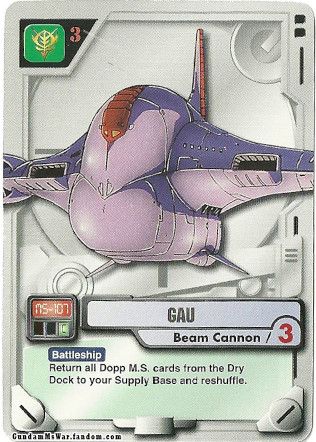 3
MS-107
GAU
Beam Cannon / 3
Battleship
Return all Dopp M.S. cards from the Dry
Dock to your Supply Base and reshuffle.
GundamMsWar.fandom.com